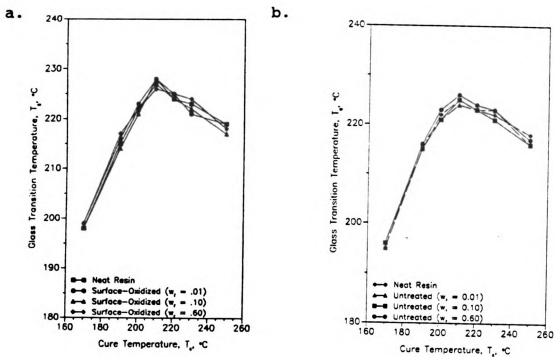 a.
240
230
220
210
200
190
180
Glass Transition Temperature, Tg, °C
Neat Resin
Surface-Oxidized (wf = .01)
Surface-Oxidized (wf = .10)
Surface-Oxidized (wf = .60)
160 180 200 220 240 260
Cure Temperature, Tc, °C
b.
230
220
210
200
190
180
Glass Transition Temperature, Tg, °C
Neat Resin
Untreated (wf = 0.01)
Untreated (wf = 0.10)
Untreated (wf = 0.60)
160 180 200 220 240 260
Cure Temperature, Tc, °C